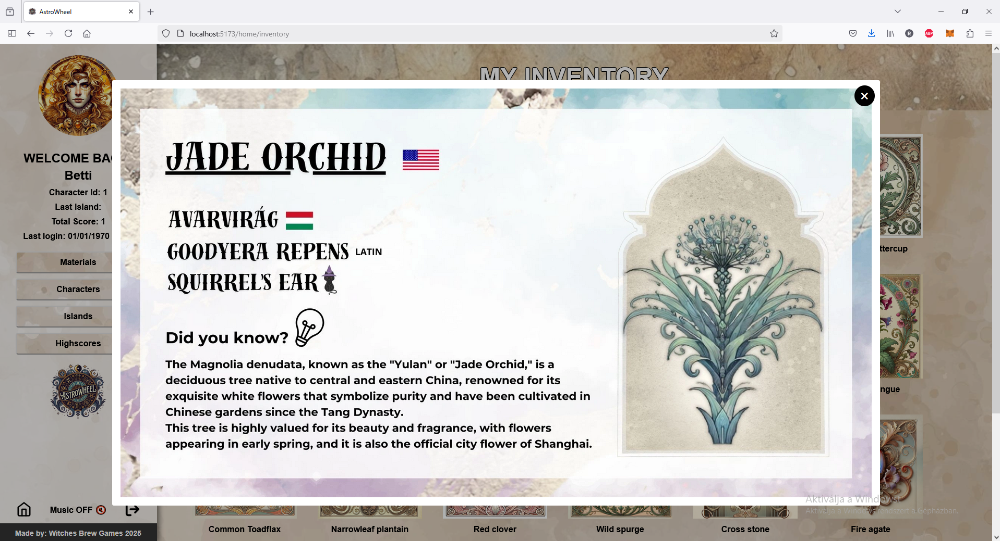 AstroWheel
localhost:5173/home/inventory
MY INVENTORY
WELCOME BA
Betti
Character Id: 1
Last Island:
Total Score: 1
Last login: 01/01/1970
Materials
Characters
Islands
Highscores
ASTROWHEEL
Music OFF
Made by: Witches Brew Games 2025
JADE ORCHID
AVARVIRÁG
GOODYERA REPENS LATIN
SQUIRREL'S EAR
Did you know?
The Magnolia denudata, known as the "Yulan" or "Jade Orchid," is a
deciduous tree native to central and eastern China, renowned for its
exquisite white flowers that symbolize purity and have been cultivated in
Chinese gardens since the Tang Dynasty.
This tree is highly valued for its beauty and fragrance, with flowers
appearing in early spring, and it is also the official city flower of Shanghai.
ttercup
ngue
Common Toadflax
Narrowleaf plantain
Red clover
Wild spurge
Cross stone
Fire agate
Aktiválja a Windowst
Aktiválja a Windows rendszert a Gépházban.
R
ABP